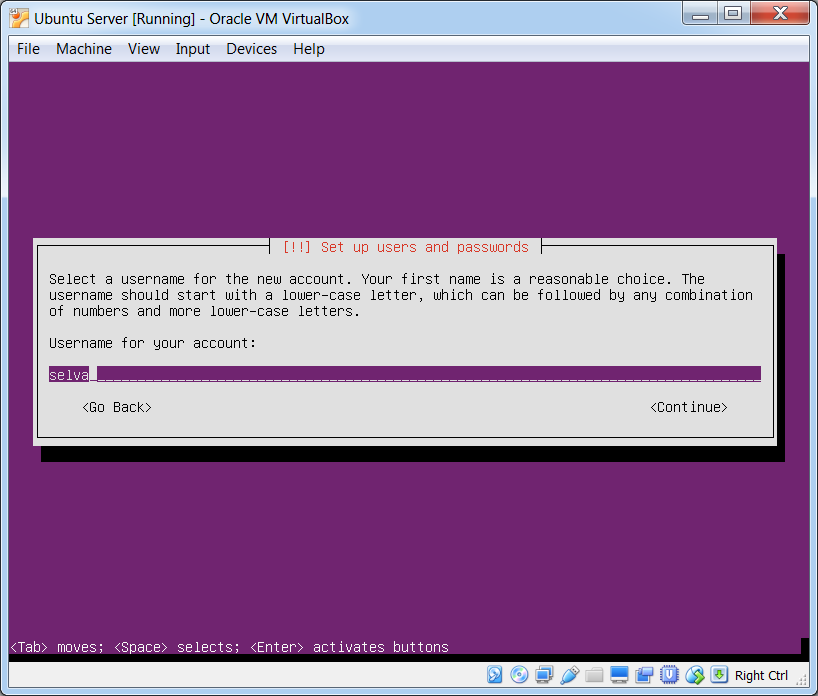 Ubuntu Server [Running] - Oracle VM VirtualBox
File Machine View Input Devices Help
[!!] Set up users and passwords
Select a username for the new account. Your first name is a reasonable choice. The
username should start with a lower-case letter, which can be followed by any combination
of numbers and more lower-case letters.
Username for your account:
selva
<Go Back> <Continue>
<Tab> moves; <Space> selects; <Enter> activates buttons
Right Ctrl